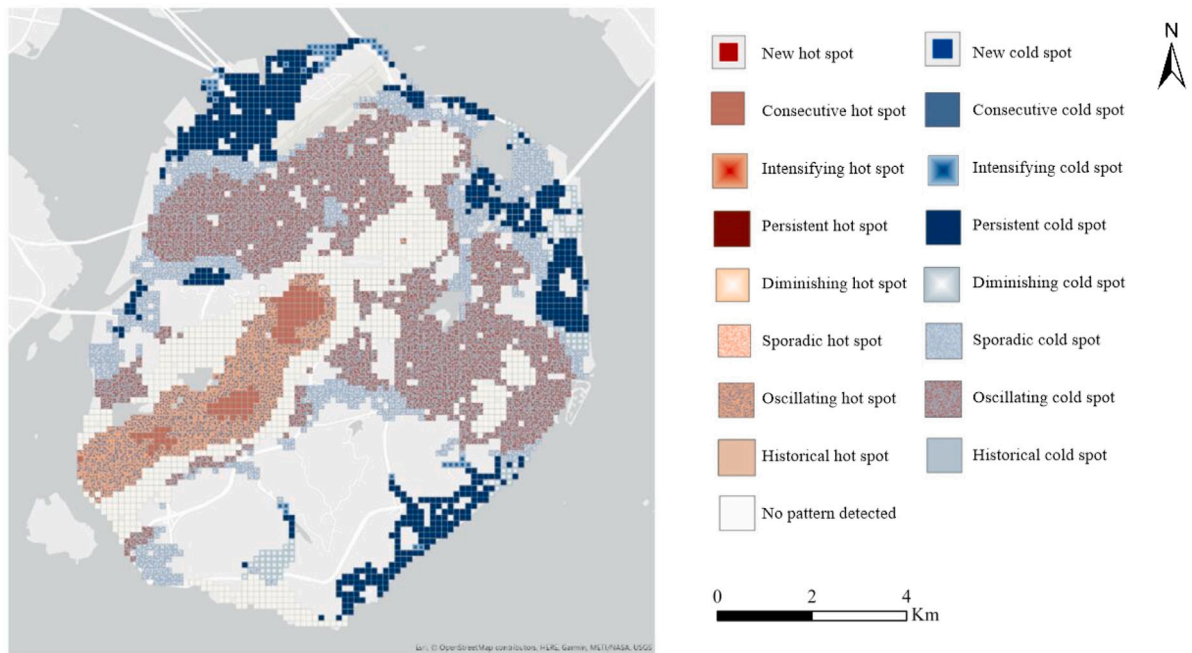 N
New hot spot
New cold spot
Consecutive hot spot
Consecutive cold spot
Intensifying hot spot
Intensifying cold spot
Persistent hot spot
Persistent cold spot
Diminishing hot spot
Diminishing cold spot
Sporadic hot spot
Sporadic cold spot
Oscillating hot spot
Oscillating cold spot
Historical hot spot
Historical cold spot
No pattern detected
0 2 4
Km
Esri, © OpenStreetMap contributors, HERE, Garmin, METI/NASA, USGS